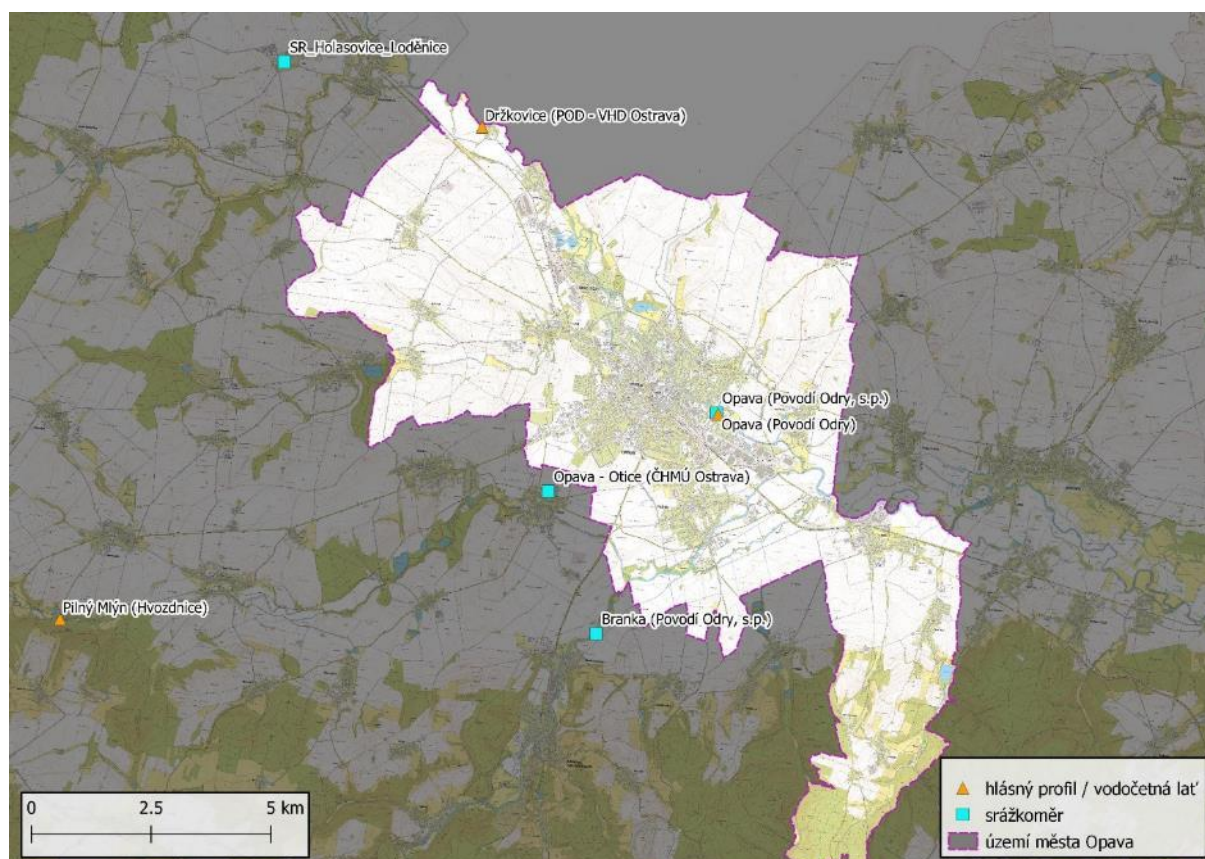 SR_Holasovice_Loděnice
Držkovice (POD - VHD Ostrava)
Opava (Povodí Odry, s.p.)
Opava (Povodí Odry)
Opava - Otice (ČHMÚ Ostrava)
Pilný Mlýn (Hvozdnice)
Branka (Povodí Odry, s.p.)
0 2.5 5 km
hlásný profil / vodočetná lať
srážkoměr
území města Opava